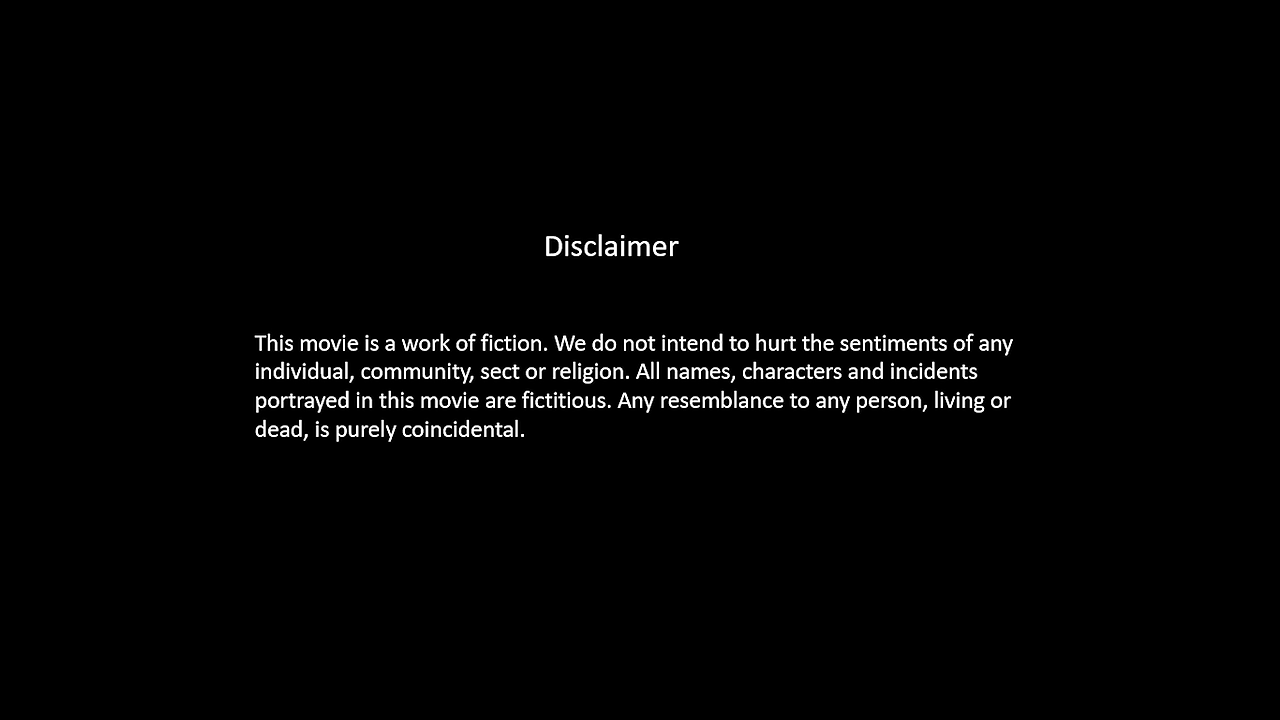 Disclaimer
This movie is a work of fiction. We do not intend to hurt the sentiments of any
individual, community, sect or religion. All names, characters and incidents
portrayed in this movie are fictitious. Any resemblance to any person, living or
dead, is purely coincidental.